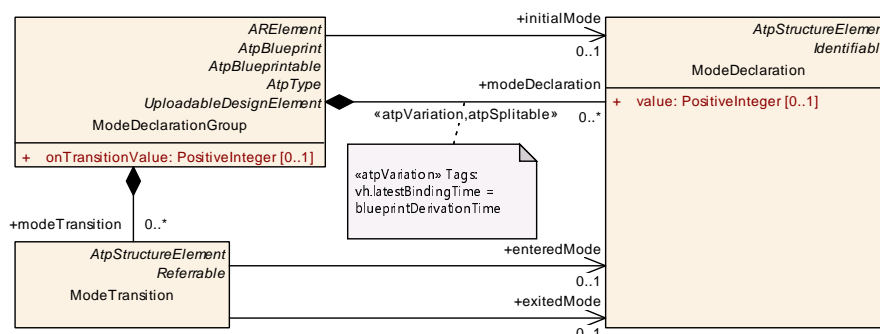 ARElement
AtpBlueprint
AtpBlueprintable
AtpType
UploadableDesignElement
ModeDeclarationGroup
+ onTransitionValue: PositiveInteger [0..1]
+initialMode
0..1
AtpStructureElemen
Identifiabl
ModeDeclaration
+ value: PositiveInteger [0..1]
+modeDeclaration
«atpVariation,atpSplitable»
0..*
«atpVariation» Tags:
vh.latestBindingTime =
blueprintDerivationTime
+modeTransition 0..*
AtpStructureElement
Referrable
ModeTransition
+enteredMode
0..1
+exitedMode
0..1